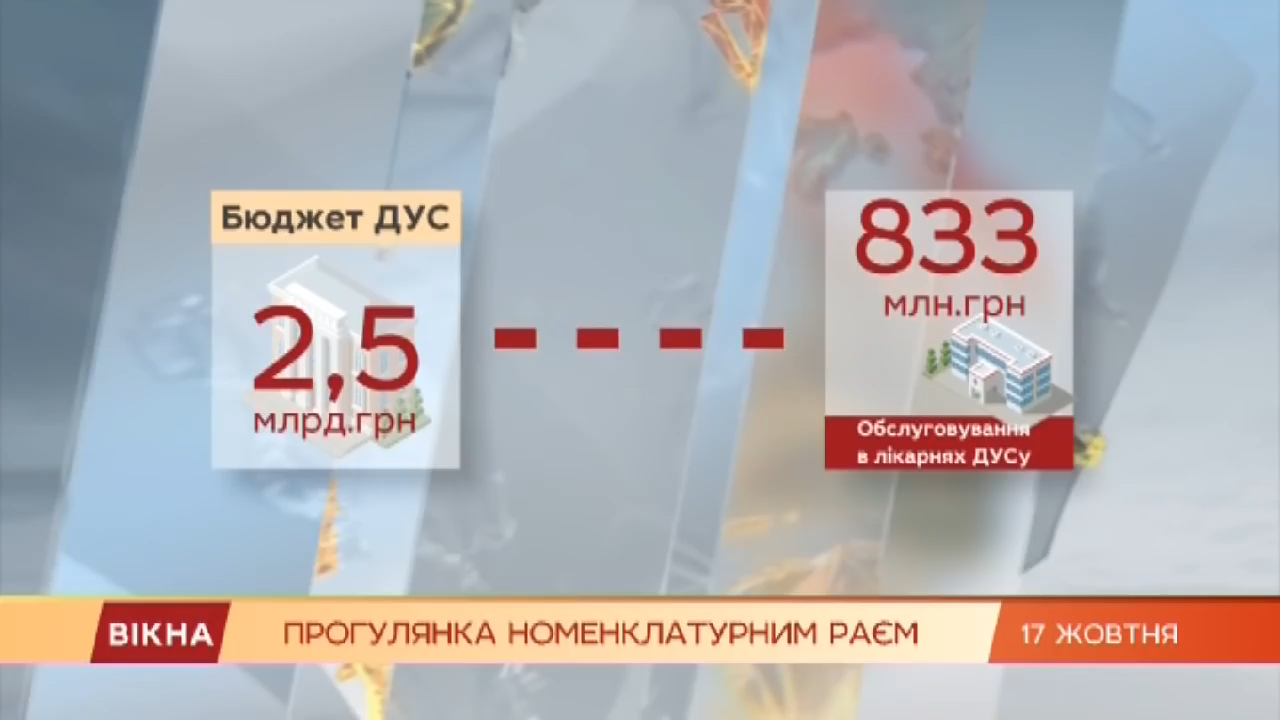 Бюджет ДУС
2,5
млрд.грн
833
млн.грн
Обслуговування
в лікарнях ДУСу
ВІКНА
ПРОГУЛЯНКА НОМЕНКЛАТУРНИМ РАЄМ
17 ЖОВТНЯ